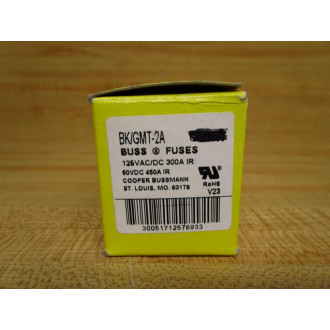 BK/GMT-2A
BUSS ® FUSES
125VAC/DC 300A IR
60VDC 450A IR
COOPER BUSSMANN
ST. LOUIS, MO. 63178
RoHS
V23
30051712576933